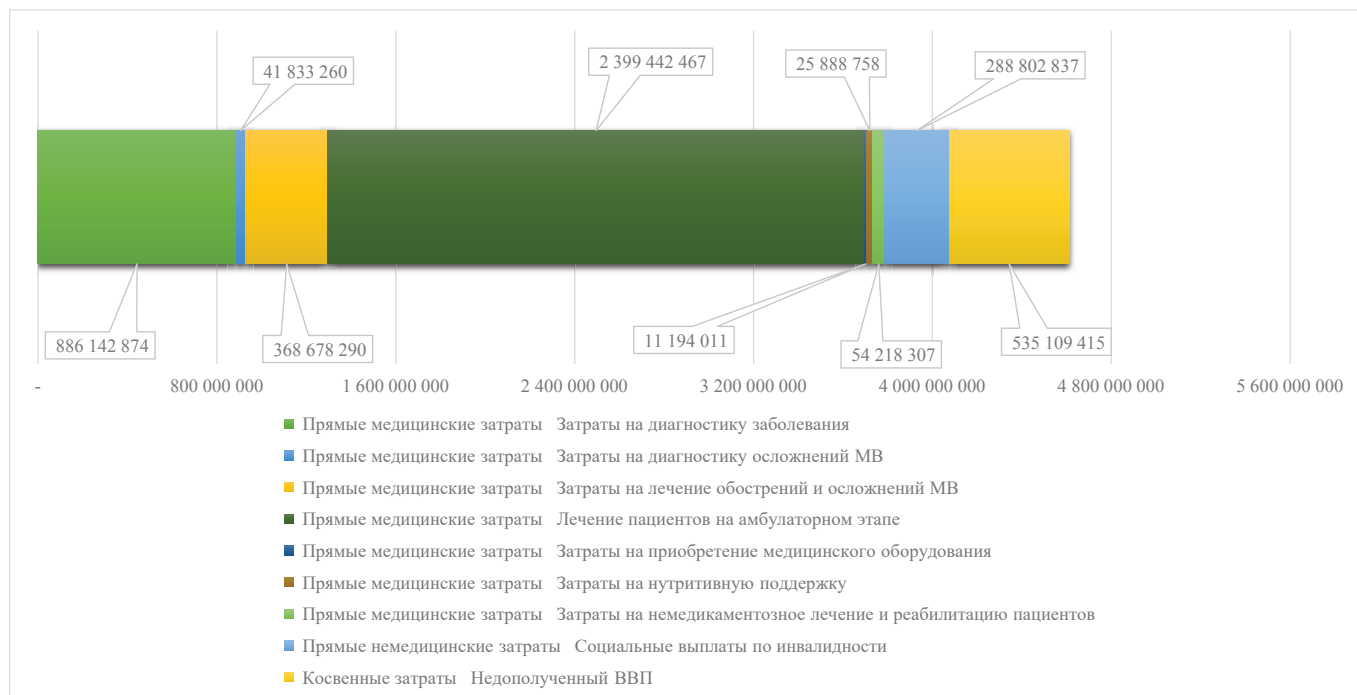 41 833 260
2 399 442 467
25 888 758
288 802 837
886 142 874
368 678 290
11 194 011
54 218 307
535 109 415
-
800 000 000
1 600 000 000
2 400 000 000
3 200 000 000
4 000 000 000
4 800 000 000
5 600 000 000
Прямые медицинские затраты Затраты на диагностику заболевания
Прямые медицинские затраты Затраты на диагностику осложнений МВ
Прямые медицинские затраты Затраты на лечение обострений и осложнений МВ
Прямые медицинские затраты Лечение пациентов на амбулаторном этапе
Прямые медицинские затраты Затраты на приобретение медицинского оборудования
Прямые медицинские затраты Затраты на нутритивную поддержку
Прямые медицинские затраты Затраты на немедикаментозное лечение и реабилитацию пациентов
Прямые немедицинские затраты Социальные выплаты по инвалидности
Косвенные затраты Недополученный ВВП